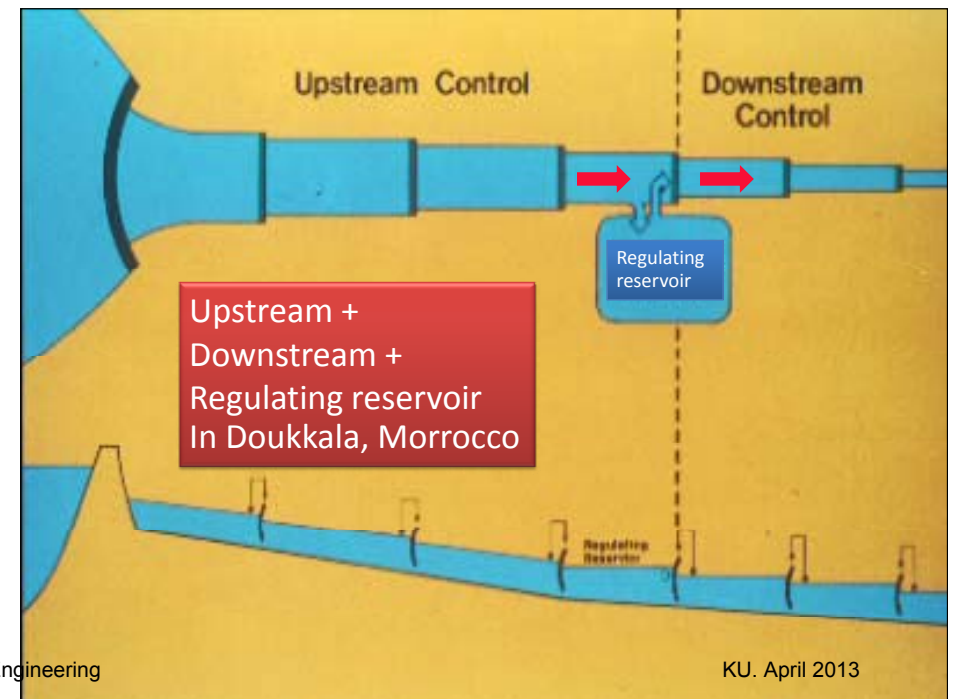 Upstream Control
Downstream
Control
Regulating
reservoir
Upstream +
Downstream +
Regulating reservoir
In Doukkala, Morrocco
Regulating
Reservoir
ngineering
KU. April 2013